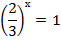 (2/3)^x = 1